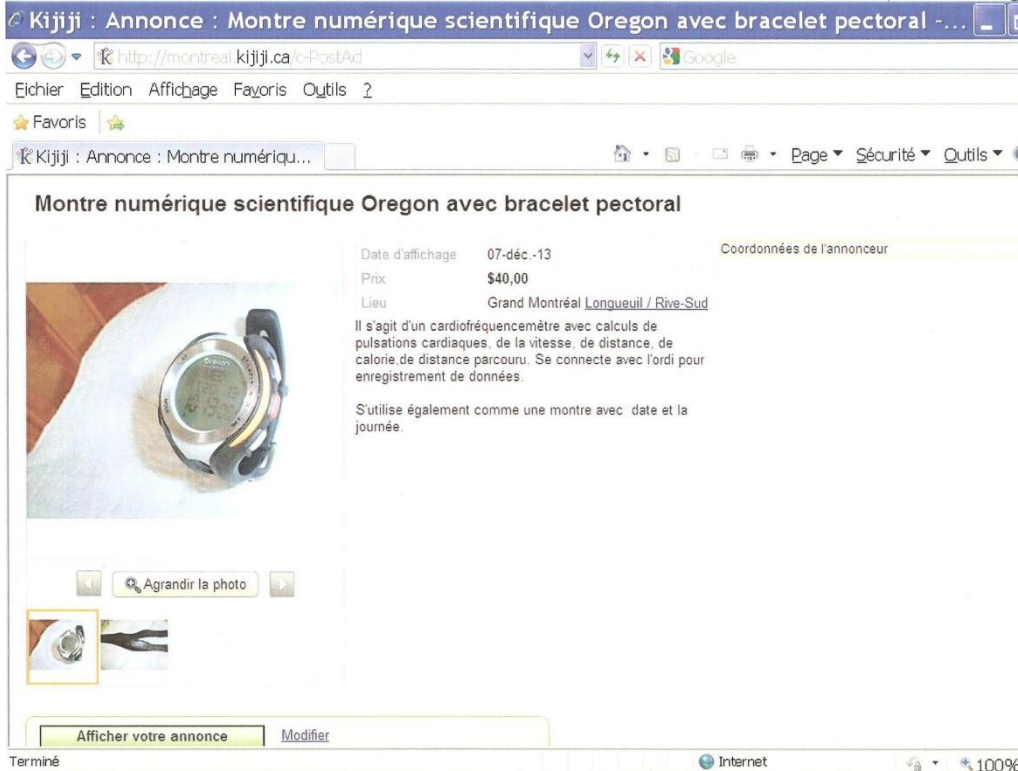 Kijiji : Annonce : Montre numérique scientifique Oregon avec bracelet pectoral -...
http://montreal.kijiji.ca/c-PostAd
Google
Fichier Edition Affichage Favoris Outils ?
Favoris
Kijiji : Annonce : Montre numériqu...
Page Sécurité Outils
Montre numérique scientifique Oregon avec bracelet pectoral
Date d'affichage 07-déc.-13
Coordonnées de l'annonceur
Prix $40,00
Lieu Grand Montréal Longueuil / Rive-Sud
Il s'agit d'un cardiofréquencemètre avec calculs de
pulsations cardiaques, de la vitesse, de distance, de
calorie,de distance parcouru. Se connecte avec l'ordi pour
enregistrement de données.
S'utilise également comme une montre avec date et la
journée.
Oregon
Agrandir la photo
Afficher votre annonce Modifier
Terminé Internet 100%